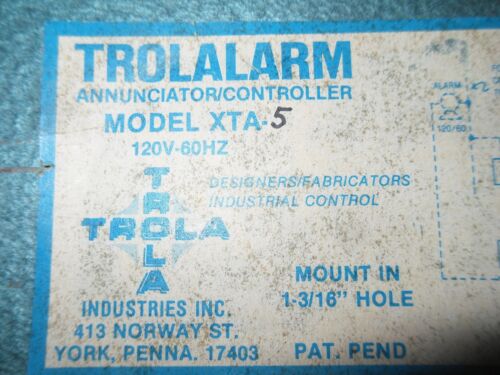 TROLALARM
ANNUNCIATOR/CONTROLLER
MODEL XTA-5
120V-60HZ
TROLA
TROLA
DESIGNERS/FABRICATORS
INDUSTRIAL CONTROL
INDUSTRIES INC.
413 NORWAY ST.
YORK, PENNA. 17403
MOUNT IN
1-3/16" HOLE
PAT. PEND
ALARM
120/60